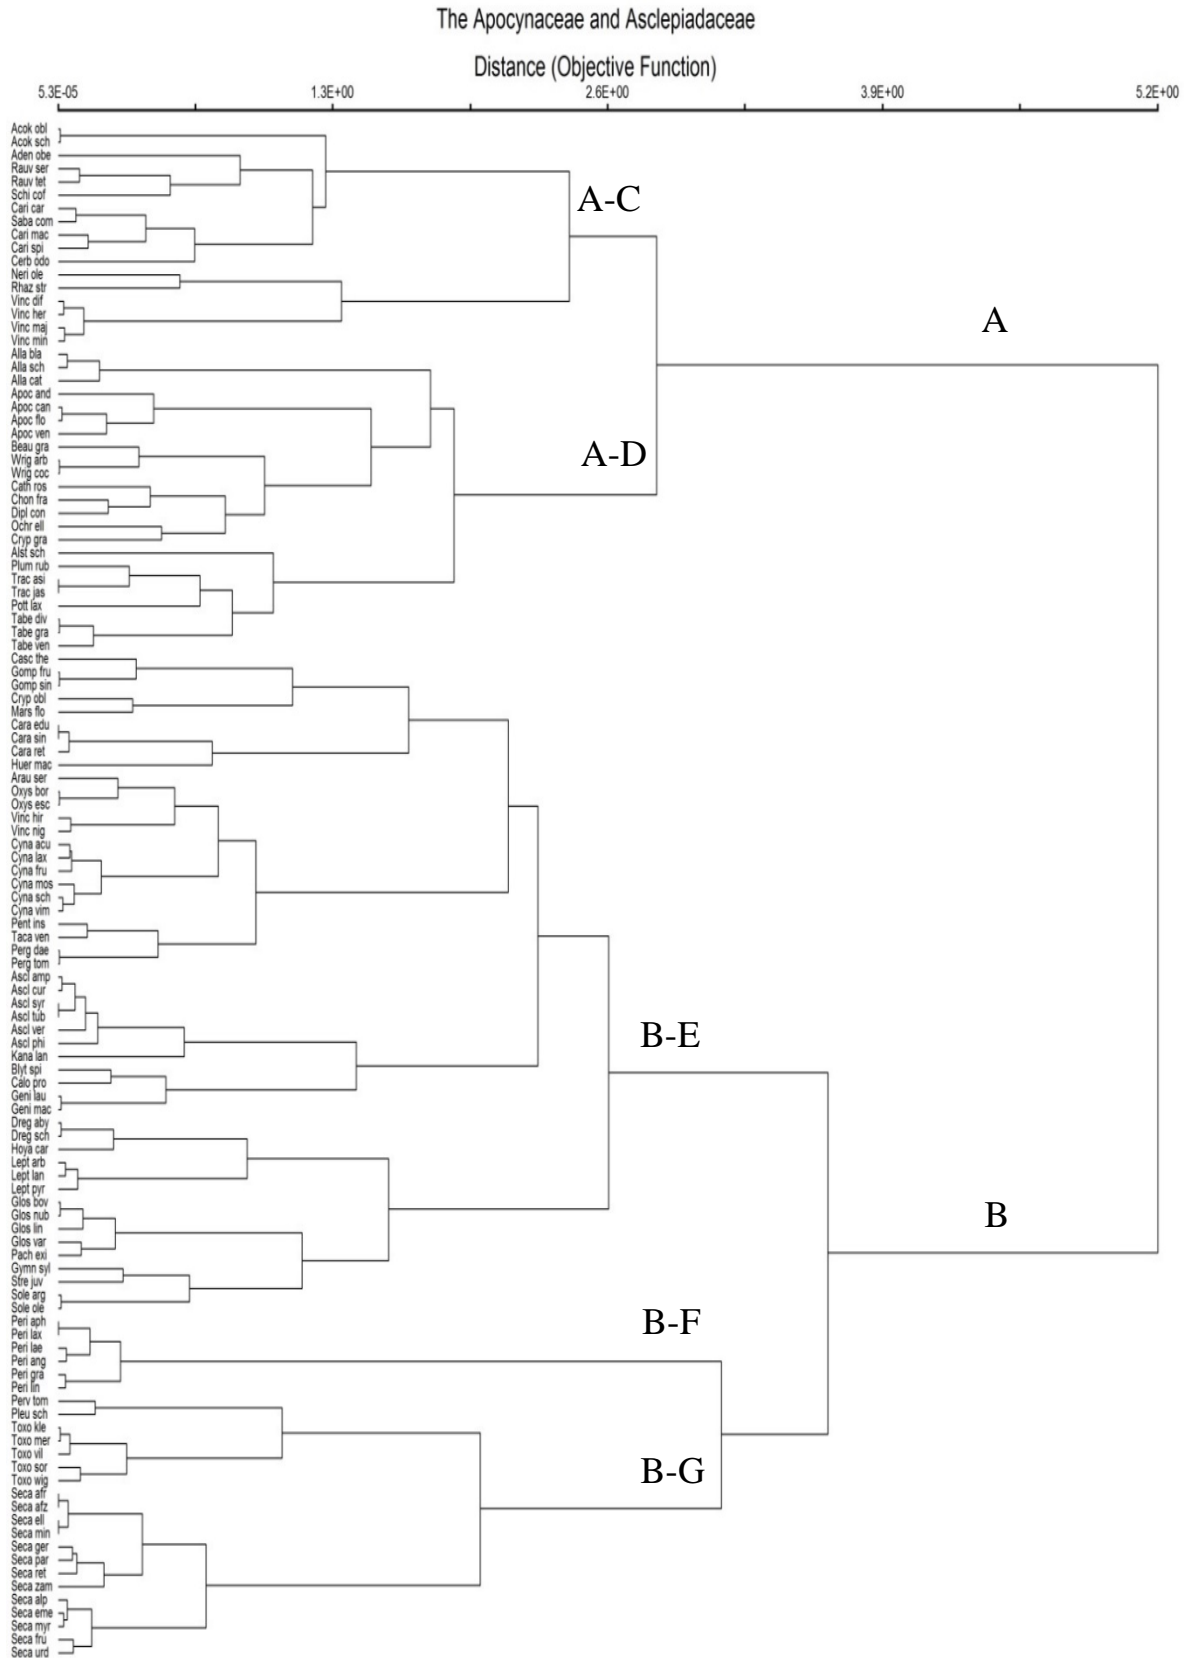 The Apocynaceae and Asclepiadaceae
Distance (Objective Function)
5.3E-05 1.3E+00 2.6E+00 3.9E+00 5.2E+00
Acok obl
Acok sch
Aden obe
Rauv ser
Rauv tet
Schi cof
Cari car
Saba com
Cari mac
Cari spi
Cerb odo
Neri ole
Rhaz str
Vinc dif
Vinc her
Vinc maj
Vinc min
Alla bla
Alla sch
Alla cat
Apoc and
Apoc can
Apoc flo
Apoc ven
Beau gra
Wrig arb
Wrig coc
Cath ros
Chon fra
Dipl con
Ochr ell
Cryp gra
Alst sch
Plum rub
Trac asi
Trac jas
Pott lax
Tabe div
Tabe gra
Tabe ven
Casc the
Gomp fru
Gomp sin
Cryp obl
Mars flo
Cara edu
Cara sin
Cara ret
Huer mac
Arau ser
Oxys bor
Oxys esc
Vinc hir
Vinc nig
Cyna acu
Cyna lax
Cyna fru
Cyna mos
Cyna sch
Cyna vim
Pent ins
Taca ven
Perg dae
Perg tom
Ascl amp
Ascl cur
Ascl syr
Ascl tub
Ascl ver
Ascl phi
Kana lan
Blyt spi
Calo pro
Geni lau
Geni mac
Dreg aby
Dreg sch
Hoya car
Lept arb
Lept lan
Lept pyr
Glos bov
Glos nub
Glos lin
Glos var
Pach exi
Gymn syl
Stre juv
Sole arg
Sole ole
Peri aph
Peri lax
Peri lae
Peri ang
Peri gra
Peri lin
Perv tom
Pleu sch
Toxo kle
Toxo mer
Toxo vil
Toxo sor
Toxo wig
Seca afr
Seca afz
Seca ell
Seca min
Seca ger
Seca par
Seca ret
Seca zam
Seca alp
Seca eme
Seca myr
Seca fru
Seca urd
A-C
A
A-D
B-E
B
B-F
B-G